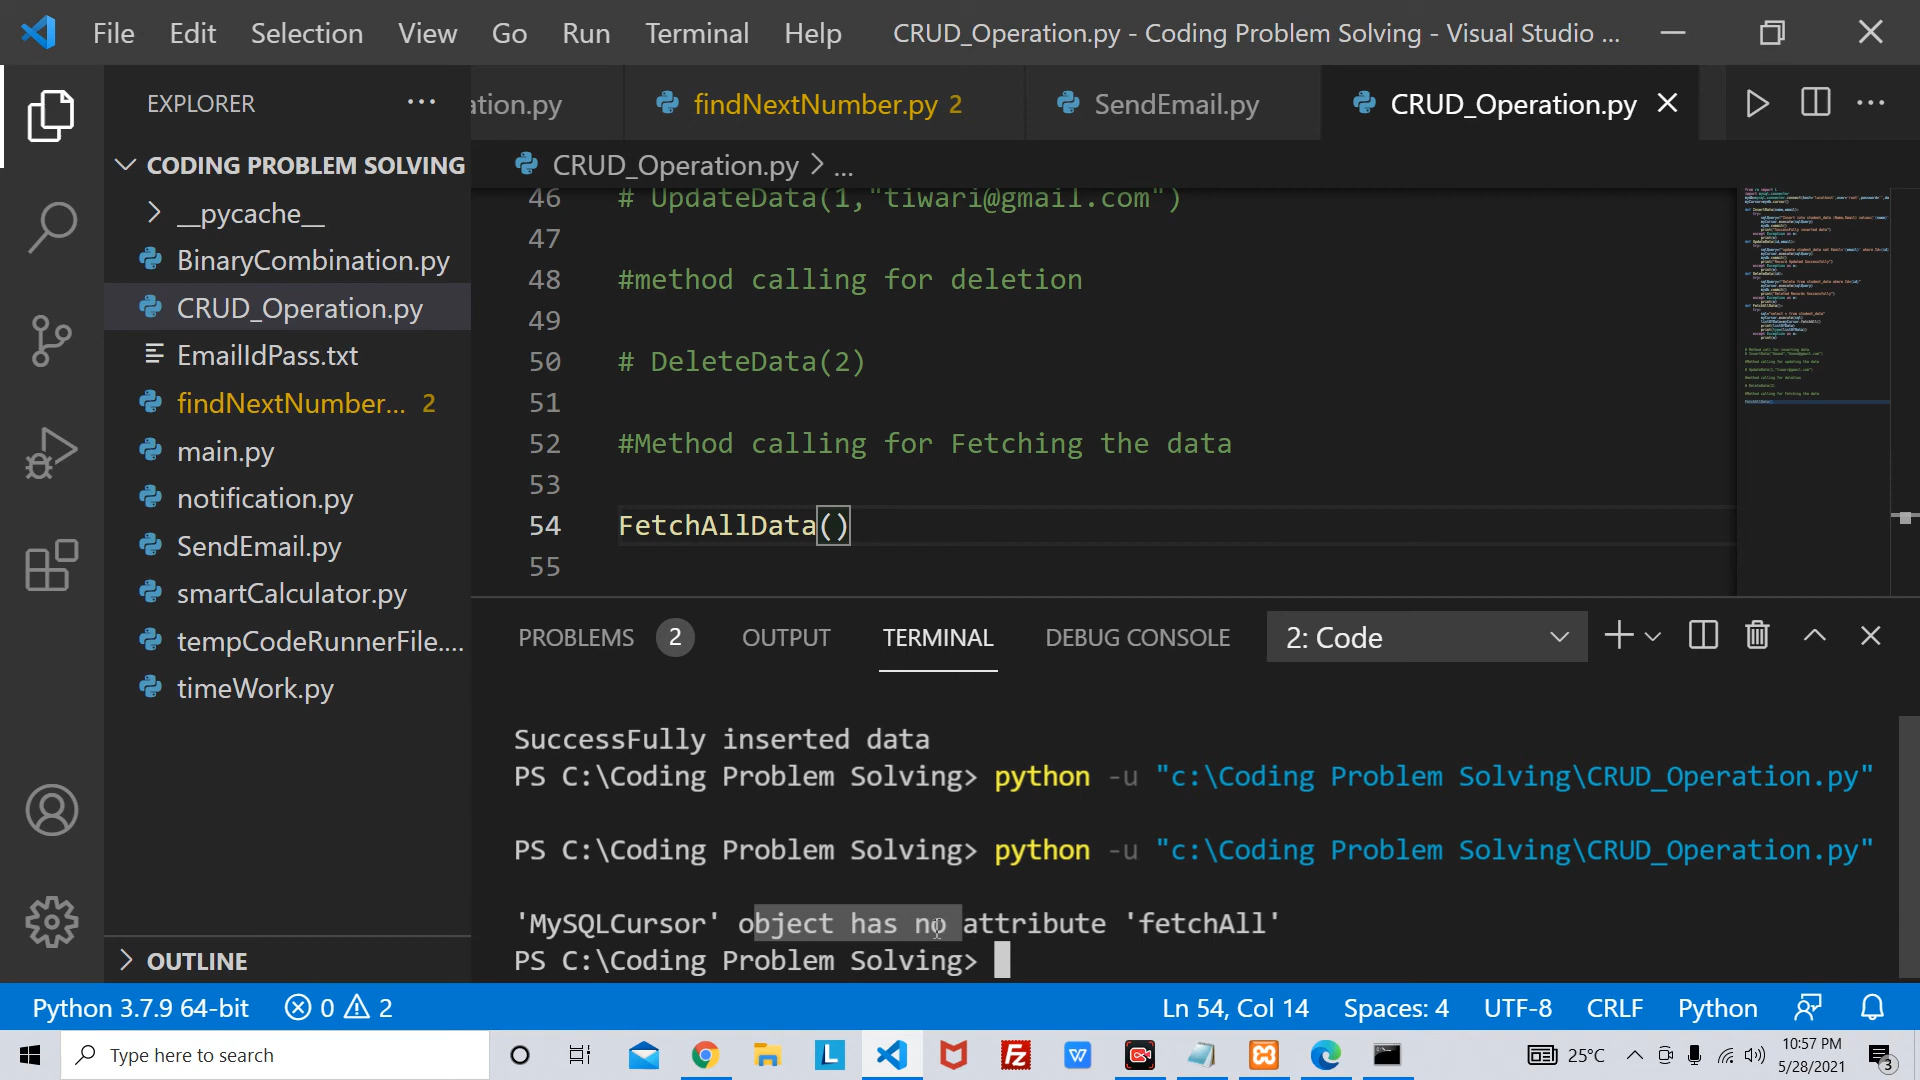 File Edit Selection View Go Run Terminal Help CRUD_Operation.py - Coding Problem Solving - Visual Studio ...
EXPLORER
ation.py findNextNumber.py 2 SendEmail.py CRUD_Operation.py
CODING PROBLEM SOLVING
CRUD_Operation.py > ...
__pycache__
BinaryCombination.py
CRUD_Operation.py
EmailIdPass.txt
findNextNumber... 2
main.py
notification.py
SendEmail.py
smartCalculator.py
tempCodeRunnerFile....
timeWork.py
OUTLINE
46 # UpdateData(1,"tiwari@gmail.com")
47
48 #method calling for deletion
49
50 # DeleteData(2)
51
52 #Method calling for Fetching the data
53
54 FetchAllData()
55
PROBLEMS 2 OUTPUT TERMINAL DEBUG CONSOLE 2: Code
SuccessFully inserted data
PS C:\Coding Problem Solving> python -u "c:\Coding Problem Solving\CRUD_Operation.py"
PS C:\Coding Problem Solving> python -u "c:\Coding Problem Solving\CRUD_Operation.py"
'MySQLCursor' object has no attribute 'fetchAll'
PS C:\Coding Problem Solving>
Python 3.7.9 64-bit 0 2 Ln 54, Col 14 Spaces: 4 UTF-8 CRLF Python
Type here to search
25°C
10:57 PM
5/28/2021
3